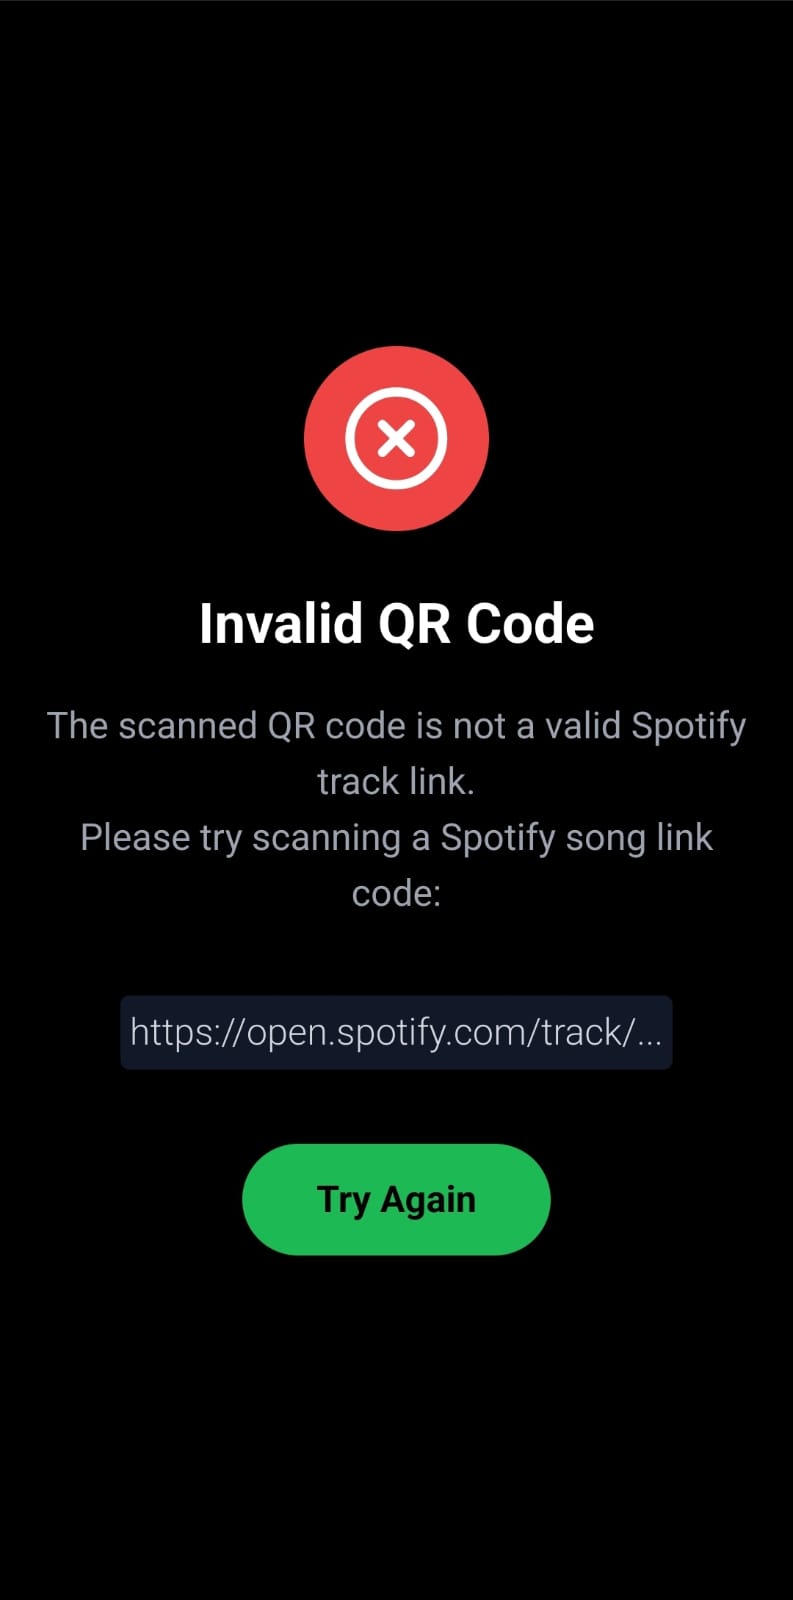 Invalid QR Code
The scanned QR code is not a valid Spotify
track link.
Please try scanning a Spotify song link
code:
https://open.spotify.com/track/...
Try Again